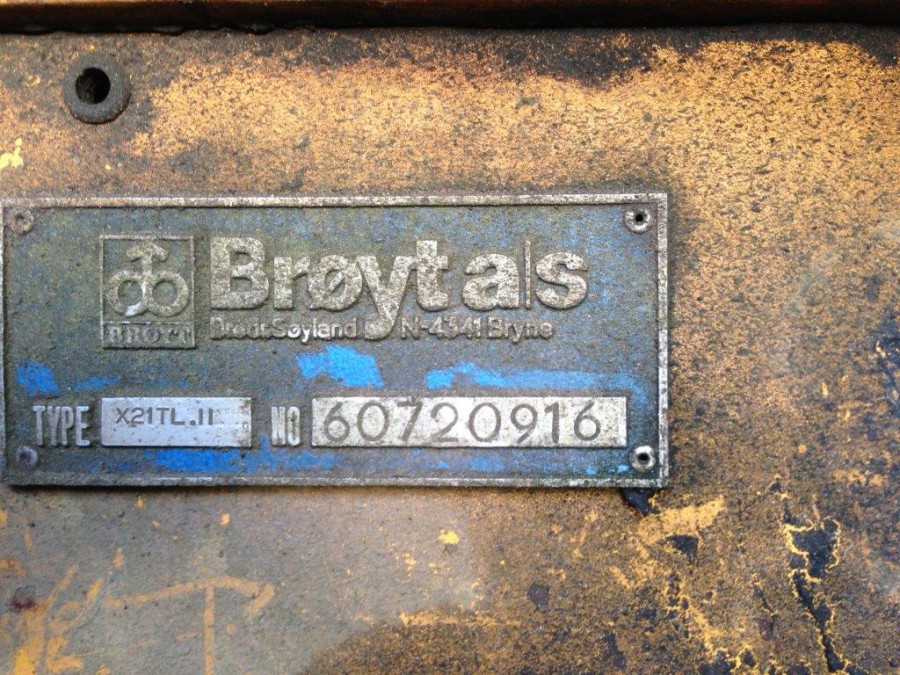 Brøyt a/s
BRØYT
Brødr. Søyland a/s N-4341 Bryne
TYPE X21TL.II NO 60720916